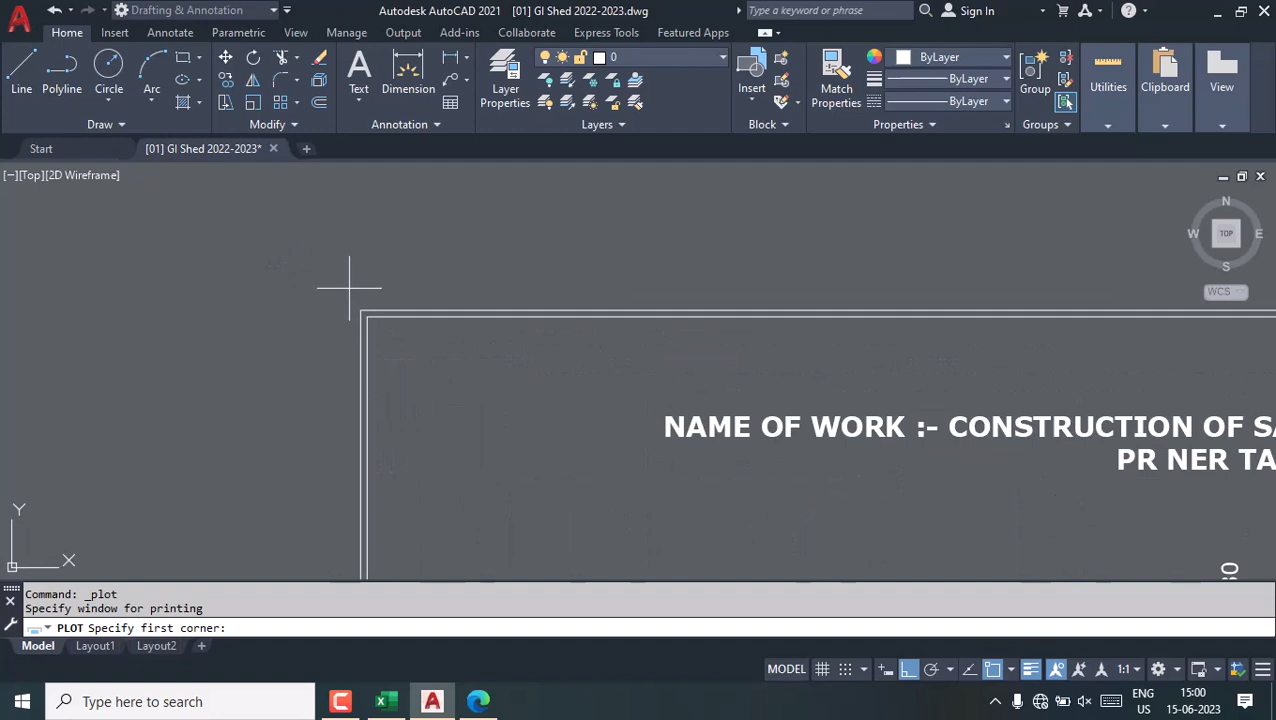 Drafting & Annotation
Autodesk AutoCAD 2021 [01] GI Shed 2022-2023.dwg
Type a keyword or phrase
Sign In
Home Insert Annotate Parametric View Manage Output Add-ins Collaborate Express Tools Featured Apps
Line Polyline Circle Arc
Text Dimension
Layer Properties
0
Insert
Match Properties
ByLayer
ByLayer
ByLayer
Group
Utilities Clipboard View
Draw Modify Annotation Layers Block Properties Groups
Start [01] GI Shed 2022-2023*
[−][Top][2D Wireframe]
N
W TOP E
S
WCS
NAME OF WORK :- CONSTRUCTION OF SA
PR NER TA
Y
X
Command: _plot
Specify window for printing
PLOT Specify first corner:
Model Layout1 Layout2
MODEL 1:1
Type here to search
ENG 15:00
US 15-06-2023